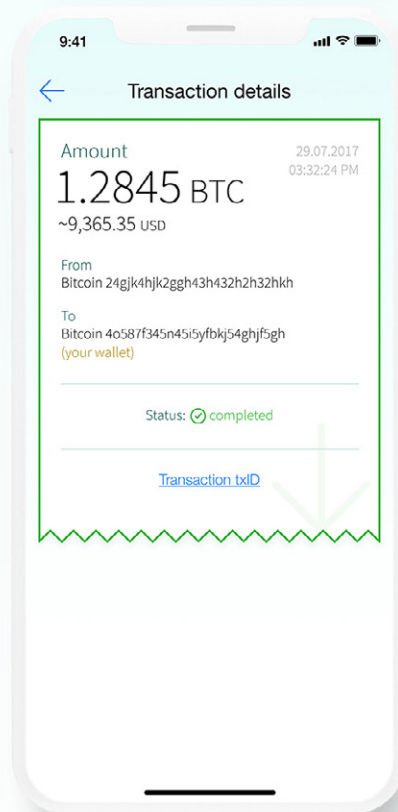 9:41
Transaction details
Amount
29.07.2017
03:32:24 PM
1.2845 BTC
~9,365.35 USD
From
Bitcoin 24gjk4hjk2ggh43h432h2h32hkh
To
Bitcoin 4o587f345n45i5yfbkj54ghjf5gh
(your wallet)
Status: completed
Transaction txID